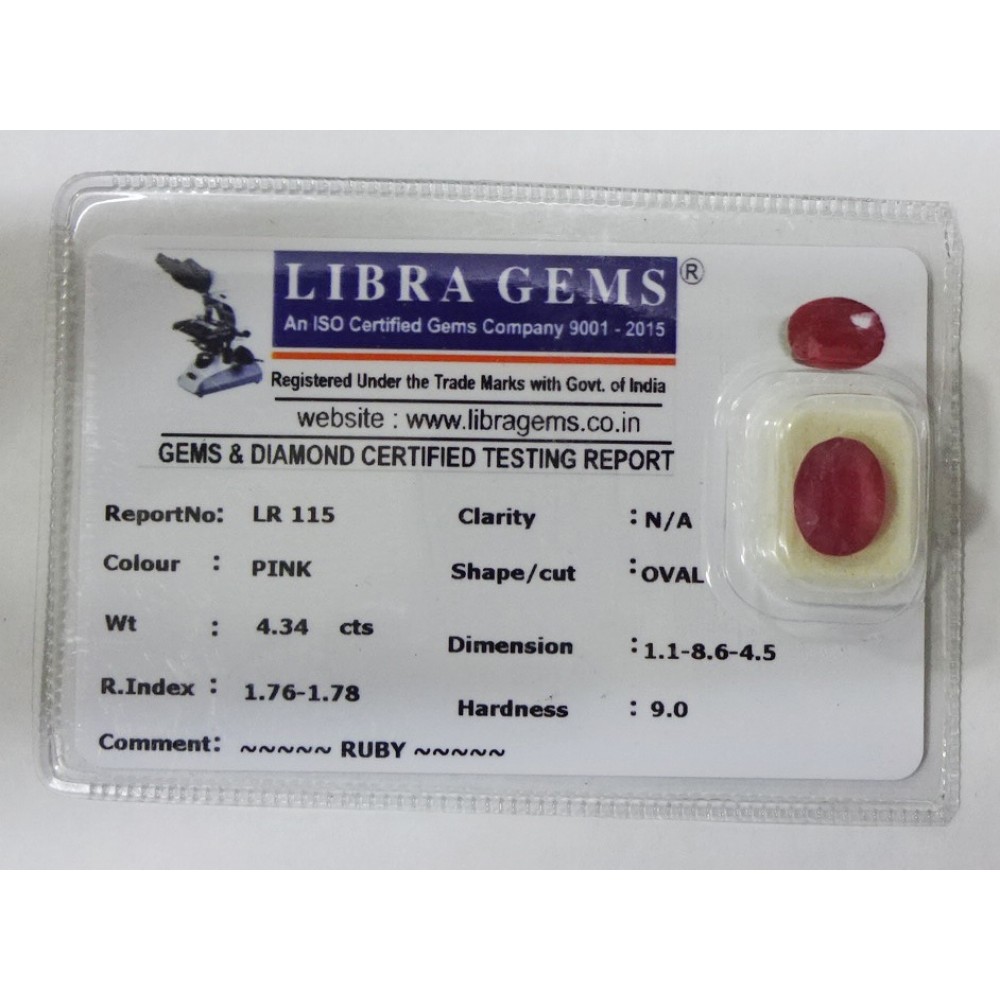 LIBRA GEMS ®
An ISO Certified Gems Company 9001 - 2015
Registered Under the Trade Marks with Govt. of India
website : www.libragems.co.in
GEMS & DIAMOND CERTIFIED TESTING REPORT
ReportNo: LR 115 Clarity : N/A
Colour : PINK Shape/cut : OVAL
Wt : 4.34 cts Dimension : 1.1-8.6-4.5
R.Index : 1.76-1.78 Hardness : 9.0
Comment: ~~~~~ RUBY ~~~~~